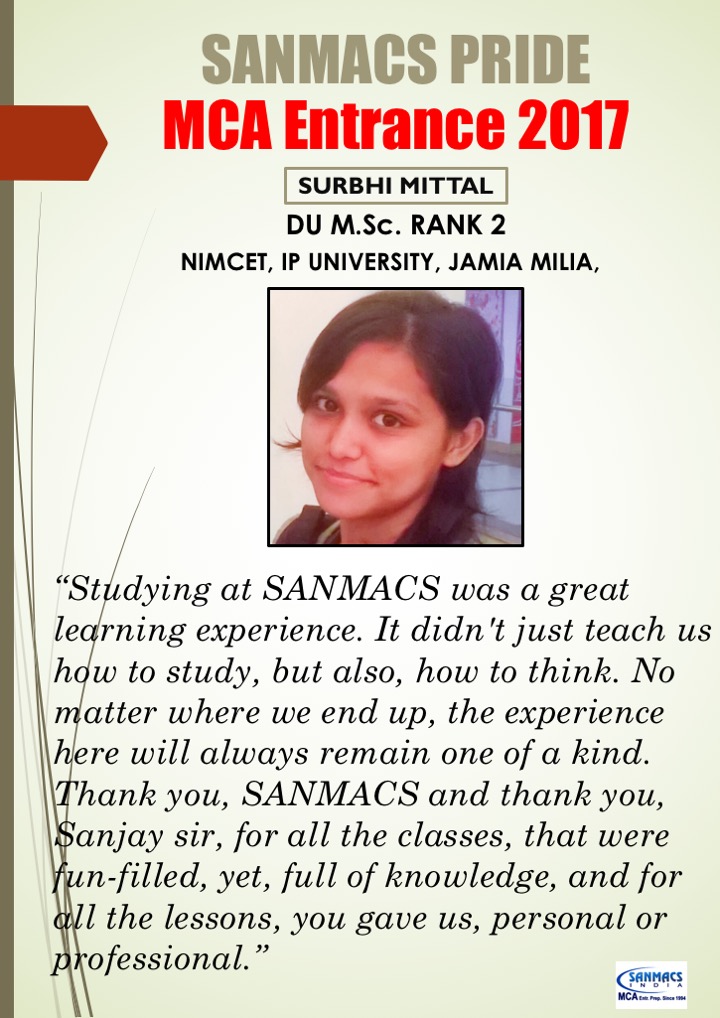 SANMACS PRIDE
MCA Entrance 2017
SURBHI MITTAL
DU M.Sc. RANK 2
NIMCET, IP UNIVERSITY, JAMIA MILIA,
“Studying at SANMACS was a great
learning experience. It didn't just teach us
how to study, but also, how to think. No
matter where we end up, the experience
here will always remain one of a kind.
Thank you, SANMACS and thank you,
Sanjay sir, for all the classes, that were
fun-filled, yet, full of knowledge, and for
all the lessons, you gave us, personal or
professional.”
SANMACS
INDIA
MCA Entr. Prep. Since 1994